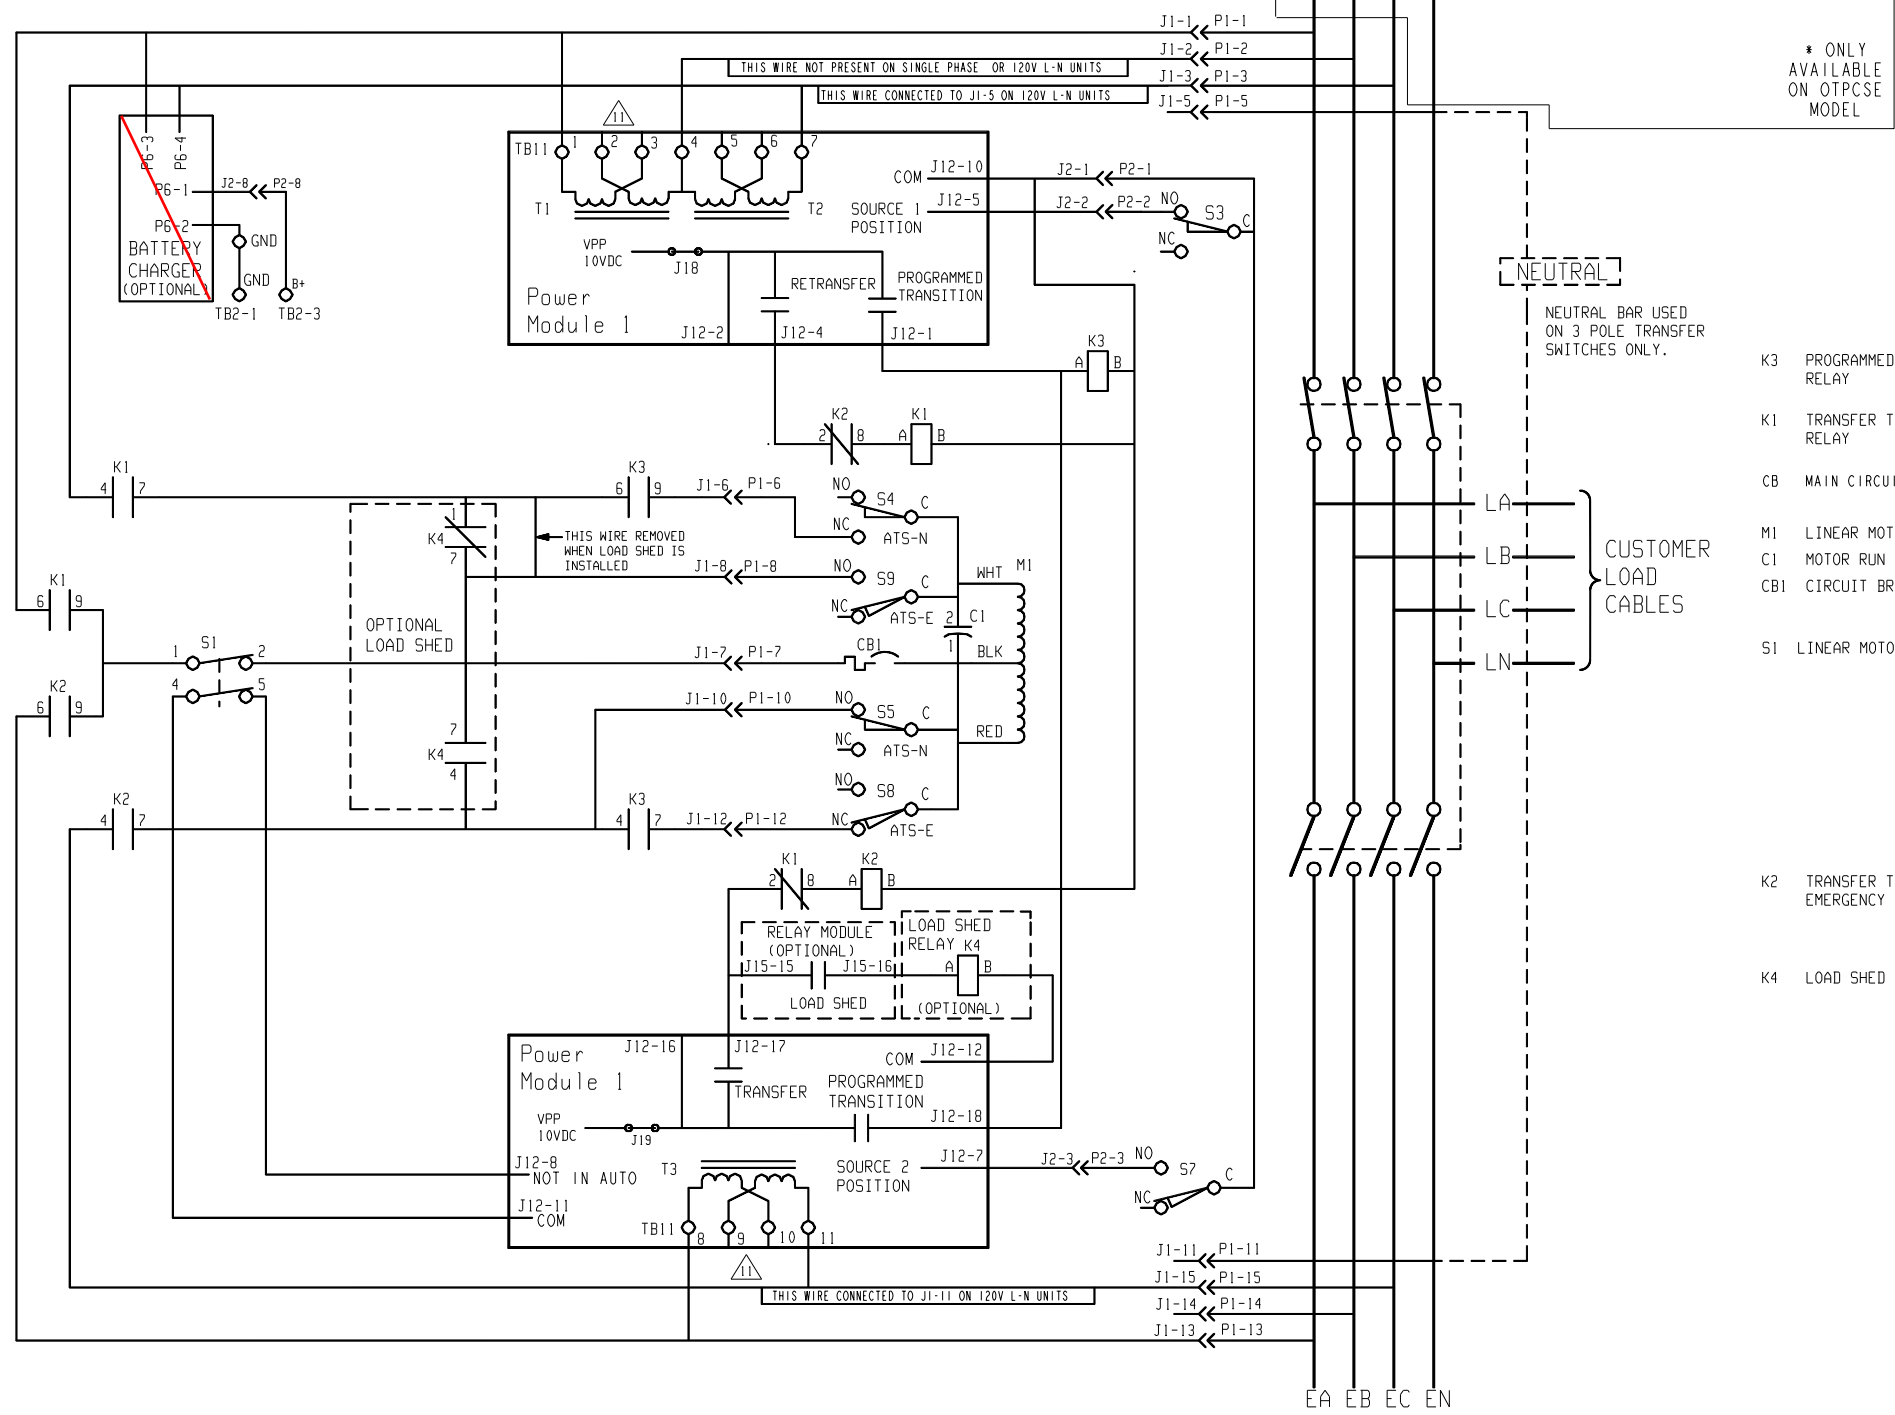 J1-1 P1-1
J1-2 P1-2
THIS WIRE NOT PRESENT ON SINGLE PHASE OR 120V L-N UNITS
J1-3 P1-3
THIS WIRE CONNECTED TO J1-5 ON 120V L-N UNITS
J1-5 P1-5
* ONLY
AVAILABLE
ON OTPCSE
MODEL
P6-3
P6-4
P6-1
J2-8 P2-8
P6-2
GND
BATTERY
CHARGER
(OPTIONAL)
GND
B+
TB2-1 TB2-3
11
TB11 1 2 3 4 5 6 7
T1
T2
COM
J12-10
SOURCE 1
POSITION
J12-5
VPP
10VDC
J18
RETRANSFER
PROGRAMMED
TRANSITION
Power
Module 1
J12-2
J12-4
J12-1
J2-1 P2-1
J2-2 P2-2
NO
S3
C
NC
K3
A B
NEUTRAL
NEUTRAL BAR USED
ON 3 POLE TRANSFER
SWITCHES ONLY.
K3 PROGRAMMED
RELAY
K1 TRANSFER T
RELAY
CB MAIN CIRCUI
M1 LINEAR MOT
C1 MOTOR RUN
CB1 CIRCUIT BR
S1 LINEAR MOTO
K2 TRANSFER T
EMERGENCY
K4 LOAD SHED
K2
2 8
K1
A B
K1
4 7
K3
6 9
J1-6 P1-6
NO
S4
C
NC
ATS-N
1
K4
7
THIS WIRE REMOVED
WHEN LOAD SHED IS
INSTALLED
J1-8 P1-8
NO
S9
C
NC
ATS-E
WHT
M1
2
C1
1
BLK
RED
K1
6 9
OPTIONAL
LOAD SHED
S1
1 2
4 5
J1-7 P1-7
CB1
K2
6 9
J1-10 P1-10
NO
S5
C
NC
ATS-N
7
K4
4
NO
S8
C
NC
ATS-E
K2
4 7
K3
4 7
J1-12 P1-12
LA
LB
LC
LN
CUSTOMER
LOAD
CABLES
K1
2 8
K2
A B
RELAY MODULE
(OPTIONAL)
J15-15 J15-16
LOAD SHED
LOAD SHED
RELAY K4
A B
(OPTIONAL)
Power
Module 1
J12-16
J12-17
COM
J12-12
TRANSFER
PROGRAMMED
TRANSITION
J12-18
VPP
10VDC
J19
J12-8
NOT IN AUTO
T3
SOURCE 2
POSITION
J12-7
J12-11
COM
TB11 8 9 10 11
11
J2-3 P2-3
NO
S7
C
NC
J1-11 P1-11
J1-15 P1-15
THIS WIRE CONNECTED TO J1-11 ON 120V L-N UNITS
J1-14 P1-14
J1-13 P1-13
EA EB EC EN